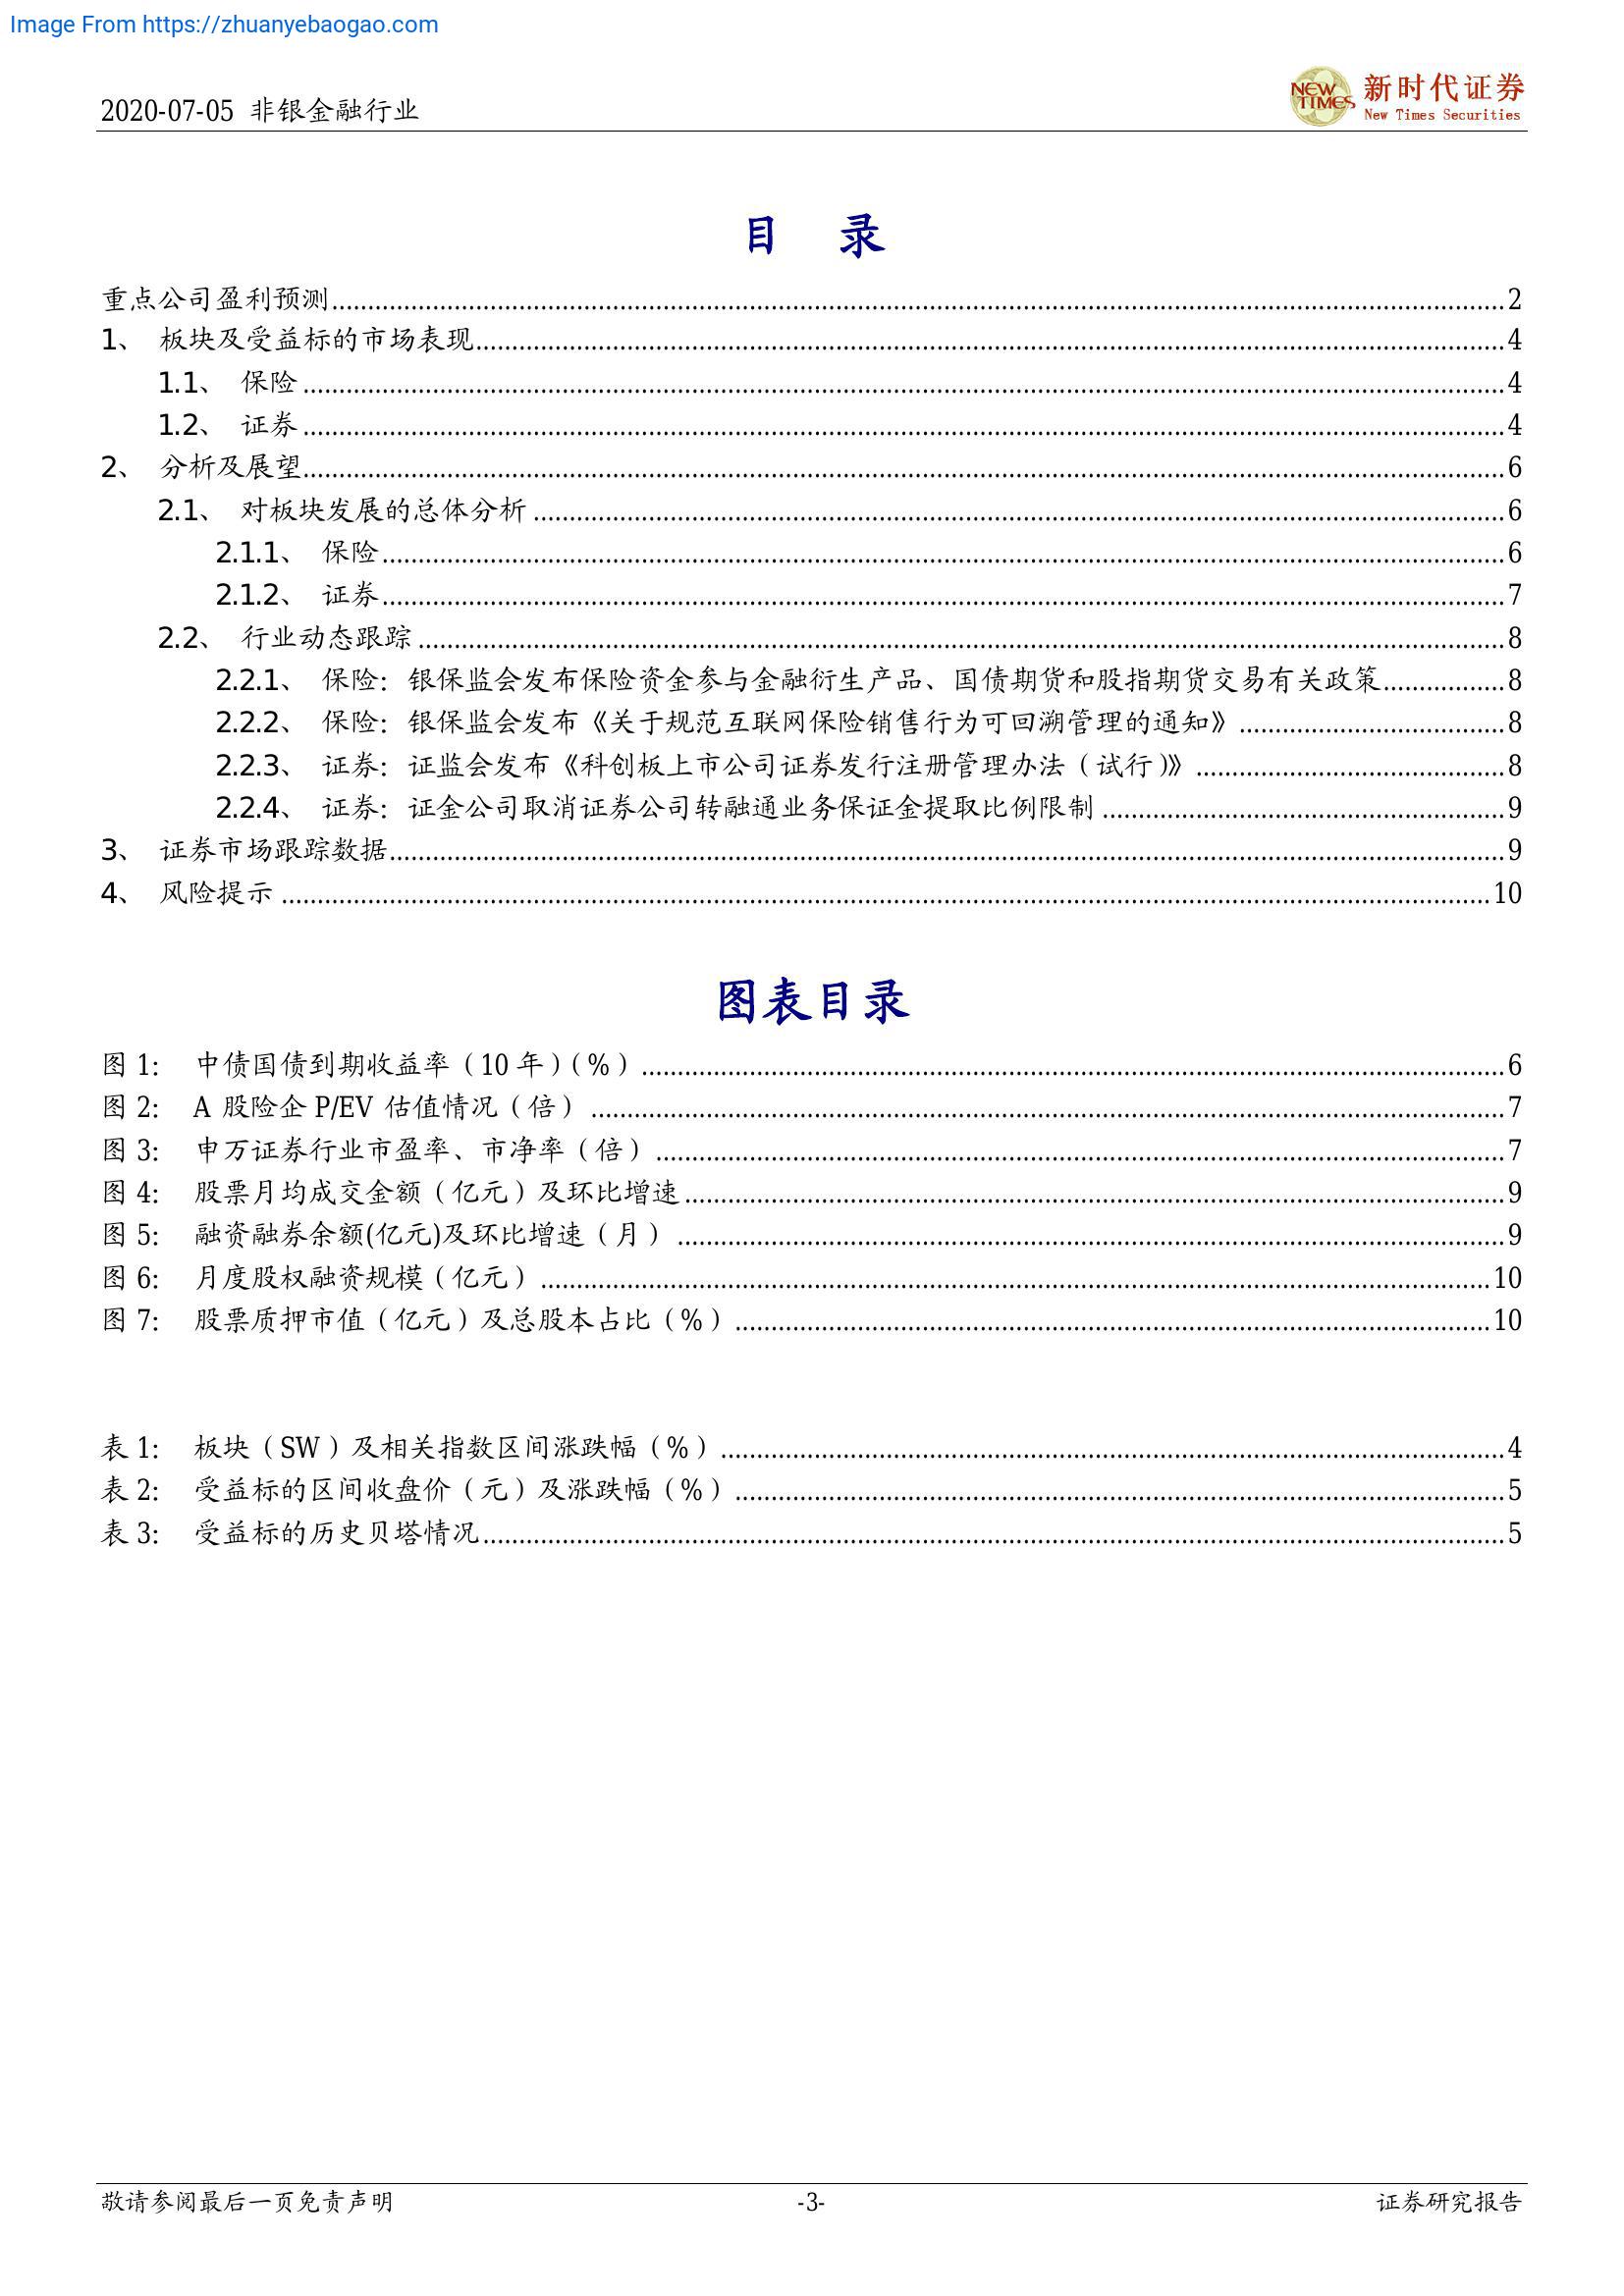 Image From https://zhuanyebaogao.com
2020-07-05 非银金融行业
NEW TIMES
新时代证券
New Times Securities
目 录
重点公司盈利预测 2
1、 板块及受益标的市场表现 4
1.1、 保险 4
1.2、 证券 4
2、 分析及展望 6
2.1、 对板块发展的总体分析 6
2.1.1、 保险 6
2.1.2、 证券 7
2.2、 行业动态跟踪 8
2.2.1、 保险：银保监会发布保险资金参与金融衍生产品、国债期货和股指期货交易有关政策 8
2.2.2、 保险：银保监会发布《关于规范互联网保险销售行为可回溯管理的通知》 8
2.2.3、 证券：证监会发布《科创板上市公司证券发行注册管理办法（试行）》 8
2.2.4、 证券：证金公司取消证券公司转融通业务保证金提取比例限制 9
3、 证券市场跟踪数据 9
4、 风险提示 10
图表目录
图 1: 中债国债到期收益率（10 年）（%） 6
图 2: A 股险企 P/EV 估值情况（倍） 7
图 3: 申万证券行业市盈率、市净率（倍） 7
图 4: 股票月均成交金额（亿元）及环比增速 9
图 5: 融资融券余额(亿元)及环比增速（月） 9
图 6: 月度股权融资规模（亿元） 10
图 7: 股票质押市值（亿元）及总股本占比（%） 10
表 1: 板块（SW）及相关指数区间涨跌幅（%） 4
表 2: 受益标的区间收盘价（元）及涨跌幅（%） 5
表 3: 受益标的历史贝塔情况 5
敬请参阅最后一页免责声明 -3- 证券研究报告